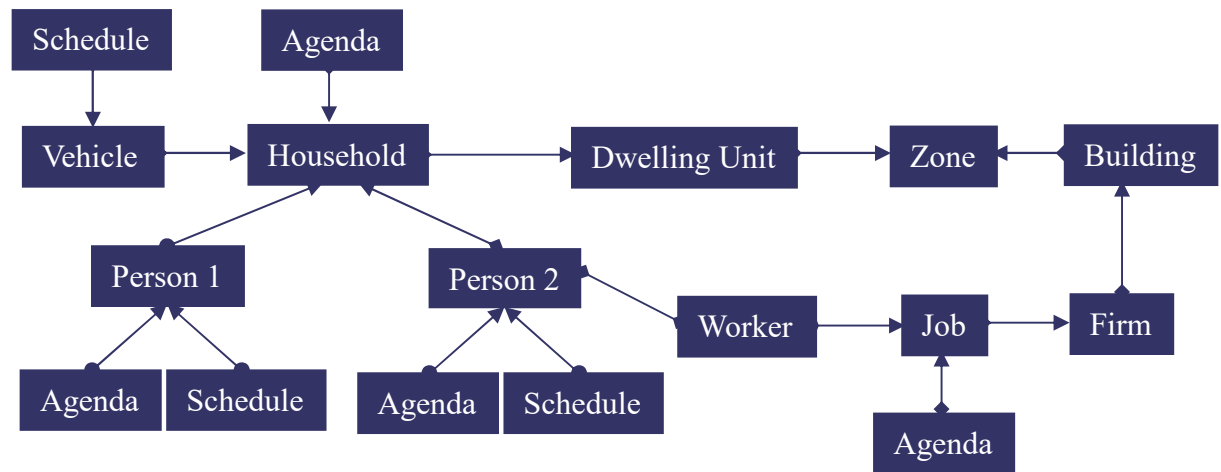 Schedule
Agenda
Vehicle
Household
Dwelling Unit
Zone
Building
Person 1
Person 2
Worker
Job
Firm
Agenda
Schedule
Agenda
Schedule
Agenda